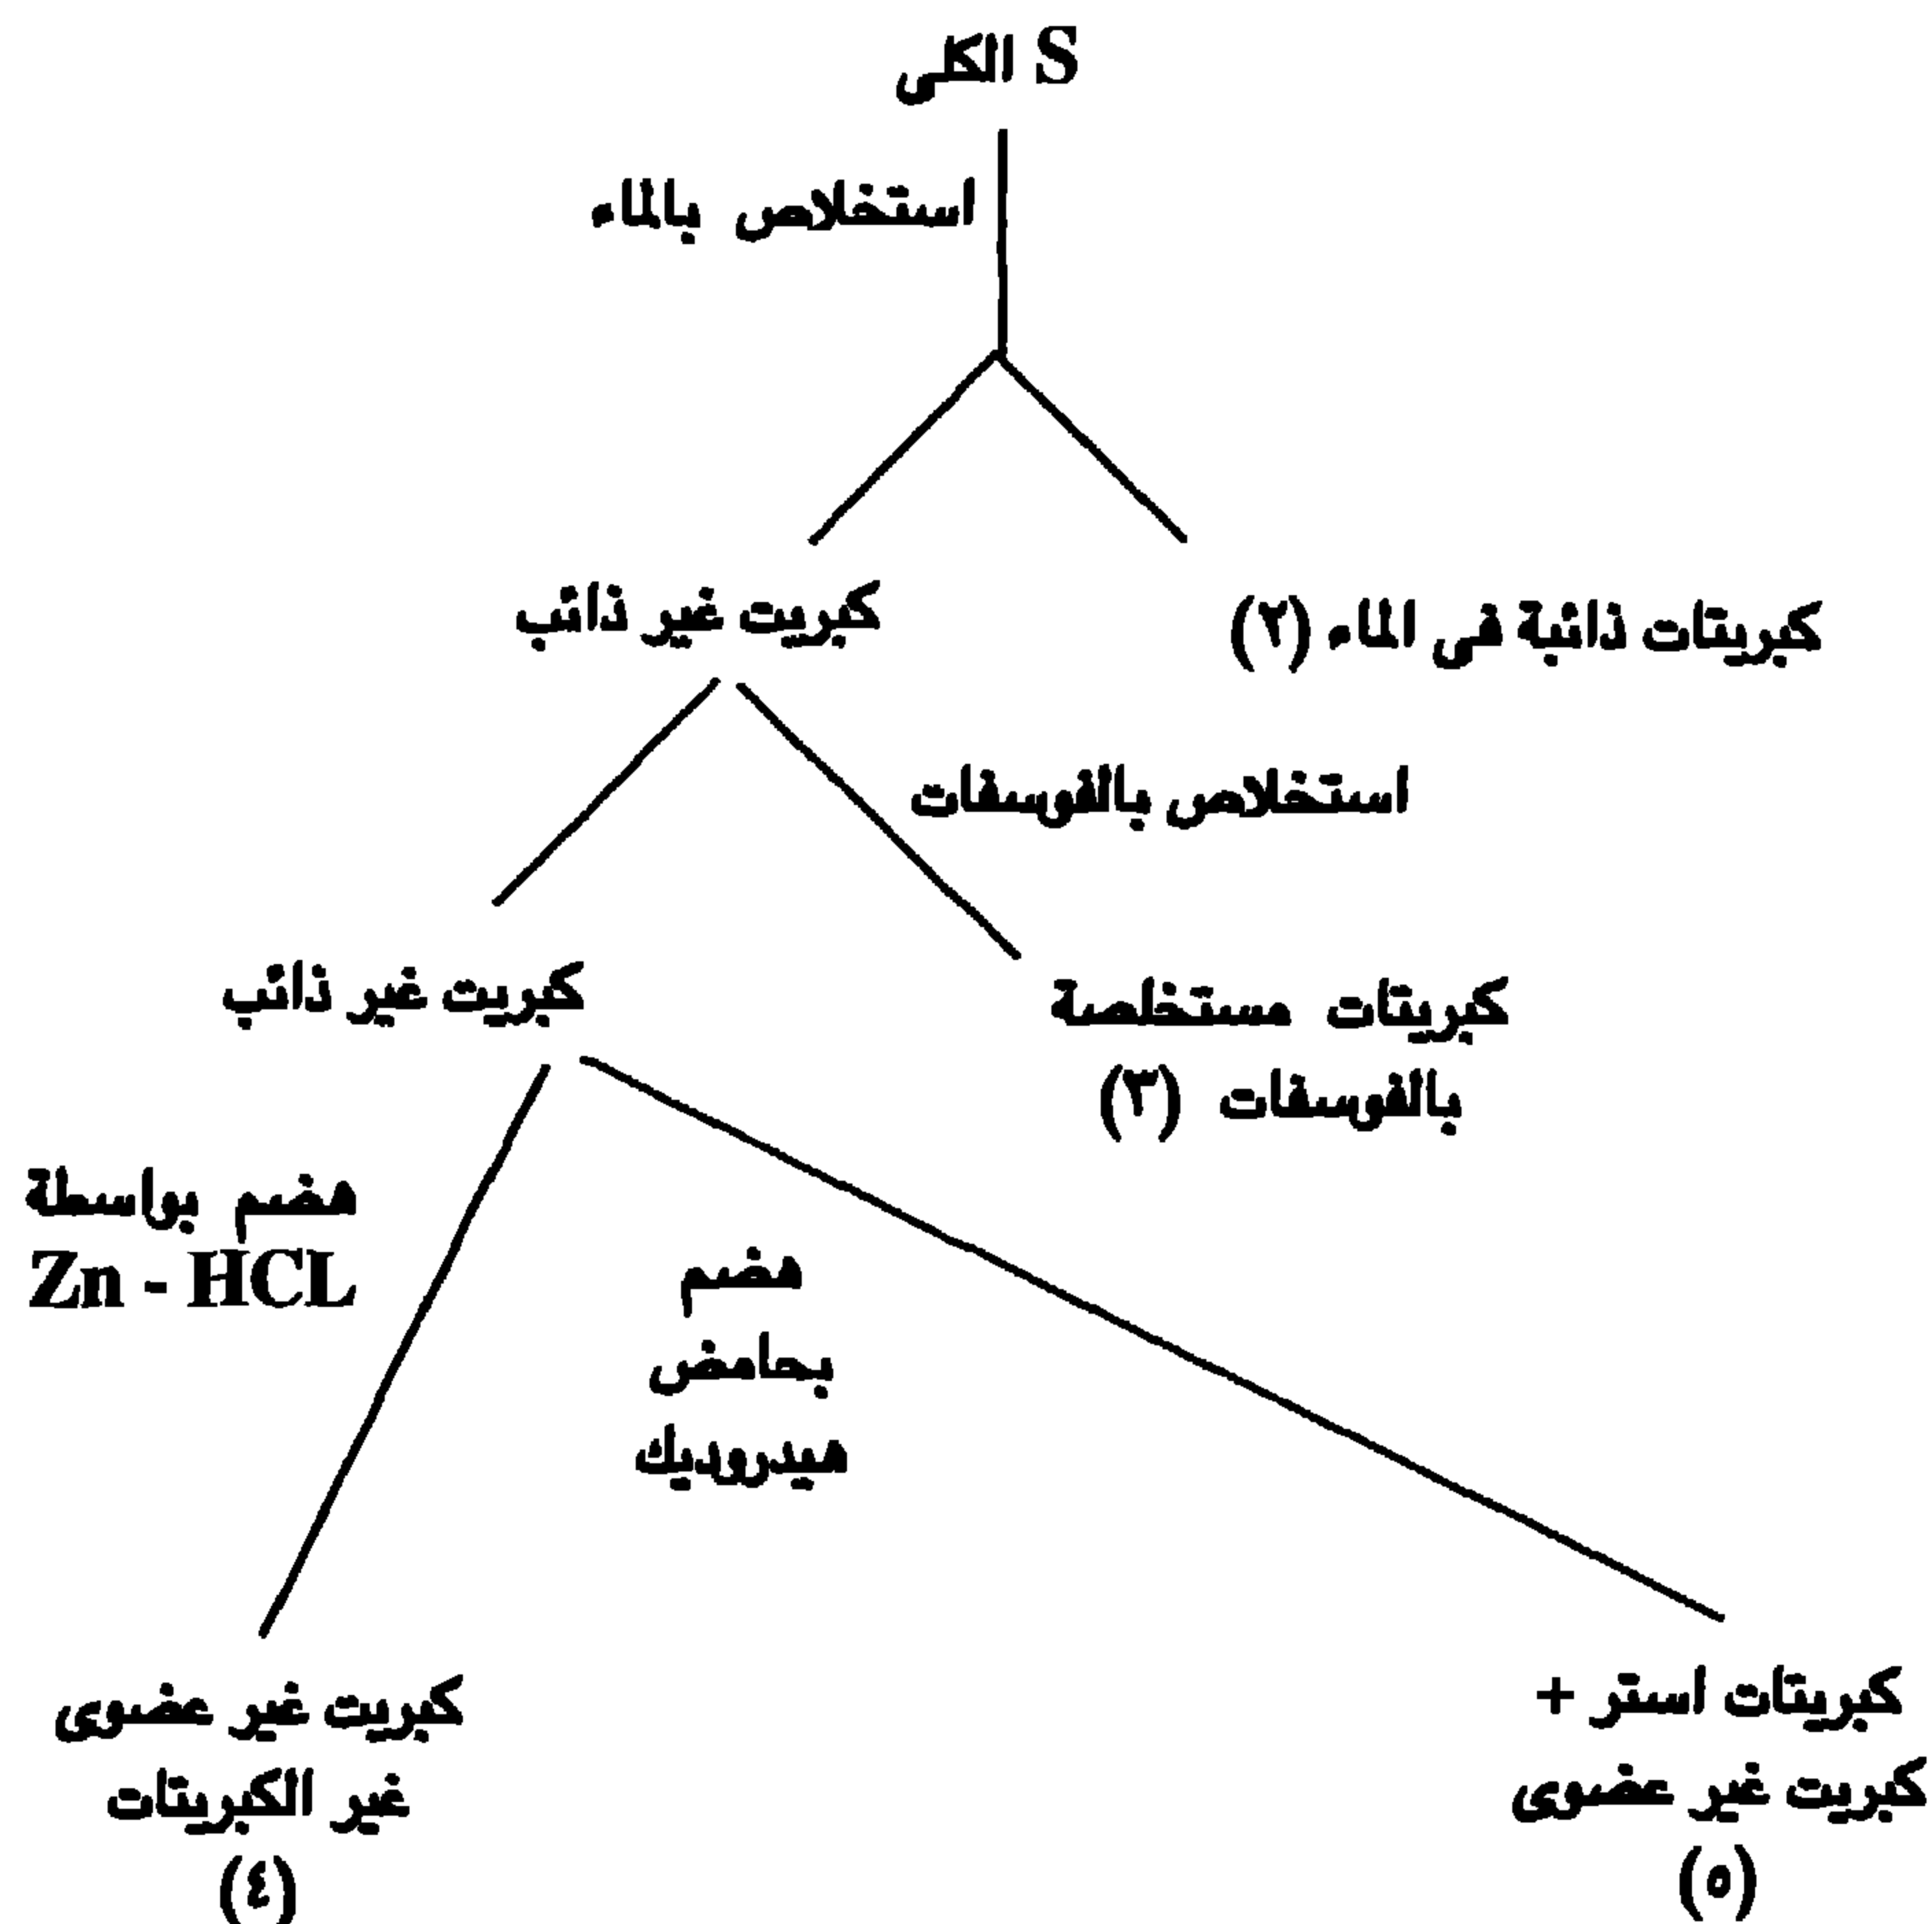 S الكلى
استخلاص بالماء
كبريتات ذائبة فى الماء (٢)
كبريت غير ذائب
استخلاص بالفوسفات
كبريتات مستخلصة
بالفوسفات (٣)
كبريت غير ذائب
هضم بواسطة
Zn - HCL
هضم
بحامض
هيدروديك
كبريتات استر +
كبريت غير عضوى
(٥)
كبريت غير عضوى
غير الكبريتات
(٤)